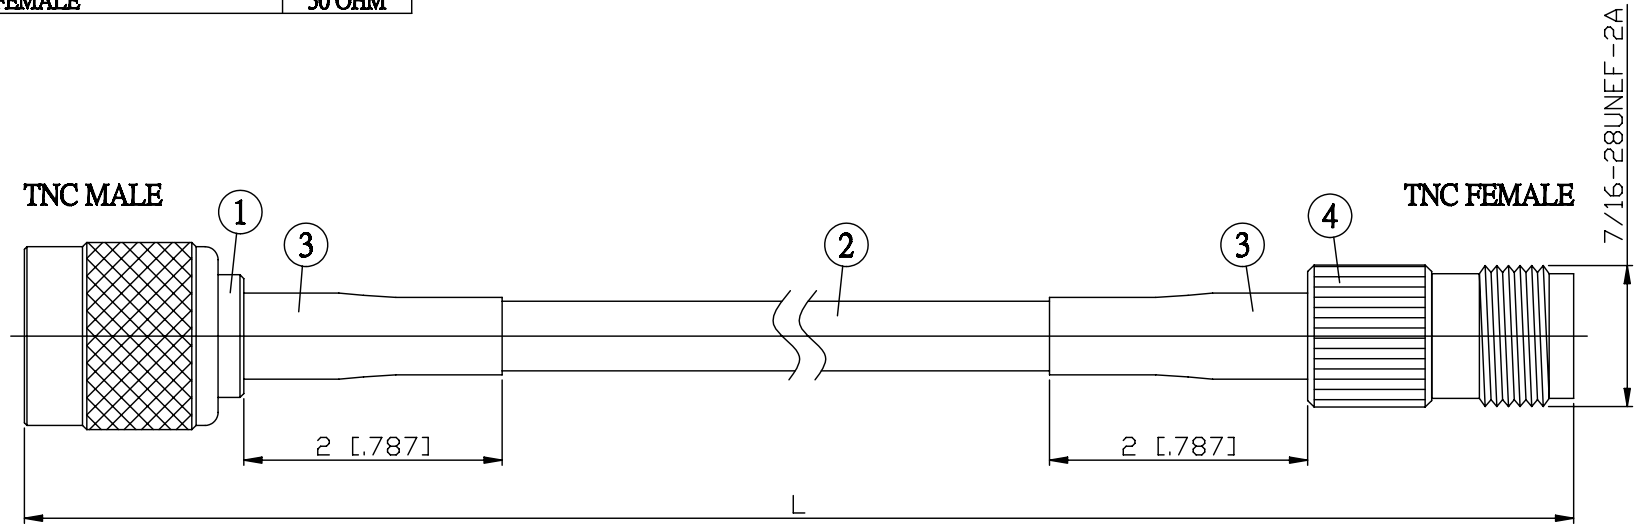 FEMALE 50 OHM
TNC MALE
TNC FEMALE
7/16-28UNEF-2A
1
3
2
3
4
2 [.787]
2 [.787]
L